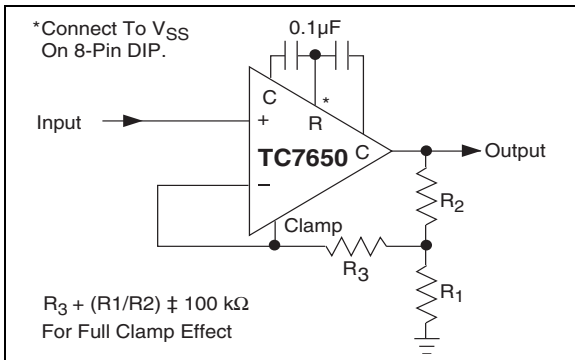 *Connect To VSS
On 8-Pin DIP.
0.1µF
C
*
R
Input
+
TC7650
C
Output
−
R2
Clamp
R3
R1
R3 + (R1/R2) ‡ 100 kΩ
For Full Clamp Effect